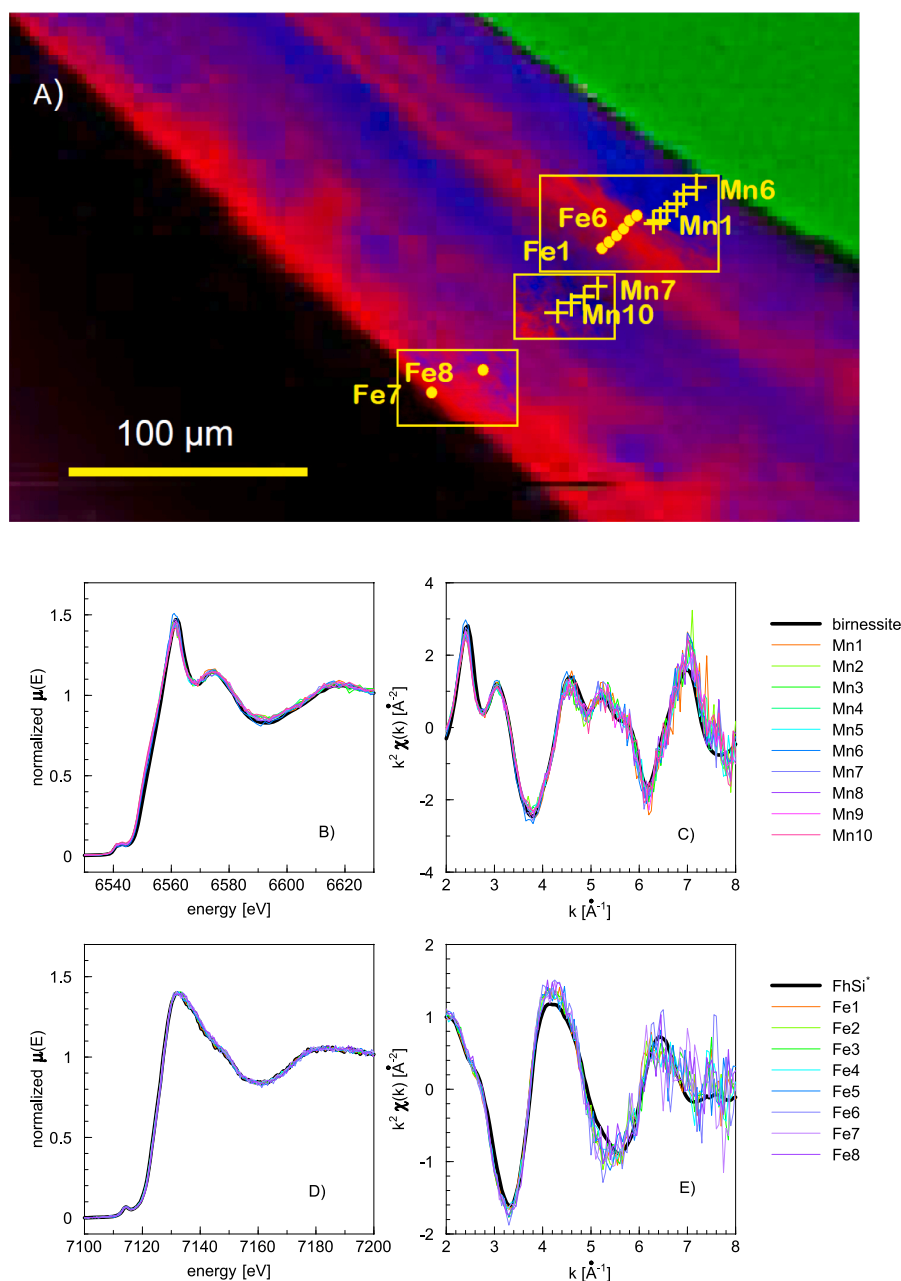 A)
Mn6
Fe6
Mn1
Fe1
Mn7
Mn10
Fe8
Fe7
100 µm
normalized μ(E)
1.5
1
0.5
0
6540 6560 6580 6600 6620
energy [eV]
B)
k² χ(k) [Å⁻²]
4
2
0
-2
-4
2 3 4 5 6 7 8
k [Å⁻¹]
C)
birnessite
Mn1
Mn2
Mn3
Mn4
Mn5
Mn6
Mn7
Mn8
Mn9
Mn10
normalized μ(E)
1.5
1
0.5
0
7100 7120 7140 7160 7180 7200
energy [eV]
D)
k² χ(k) [Å⁻²]
2
1
0
-1
-2
2 3 4 5 6 7 8
k [Å⁻¹]
E)
FhSi*
Fe1
Fe2
Fe3
Fe4
Fe5
Fe6
Fe7
Fe8